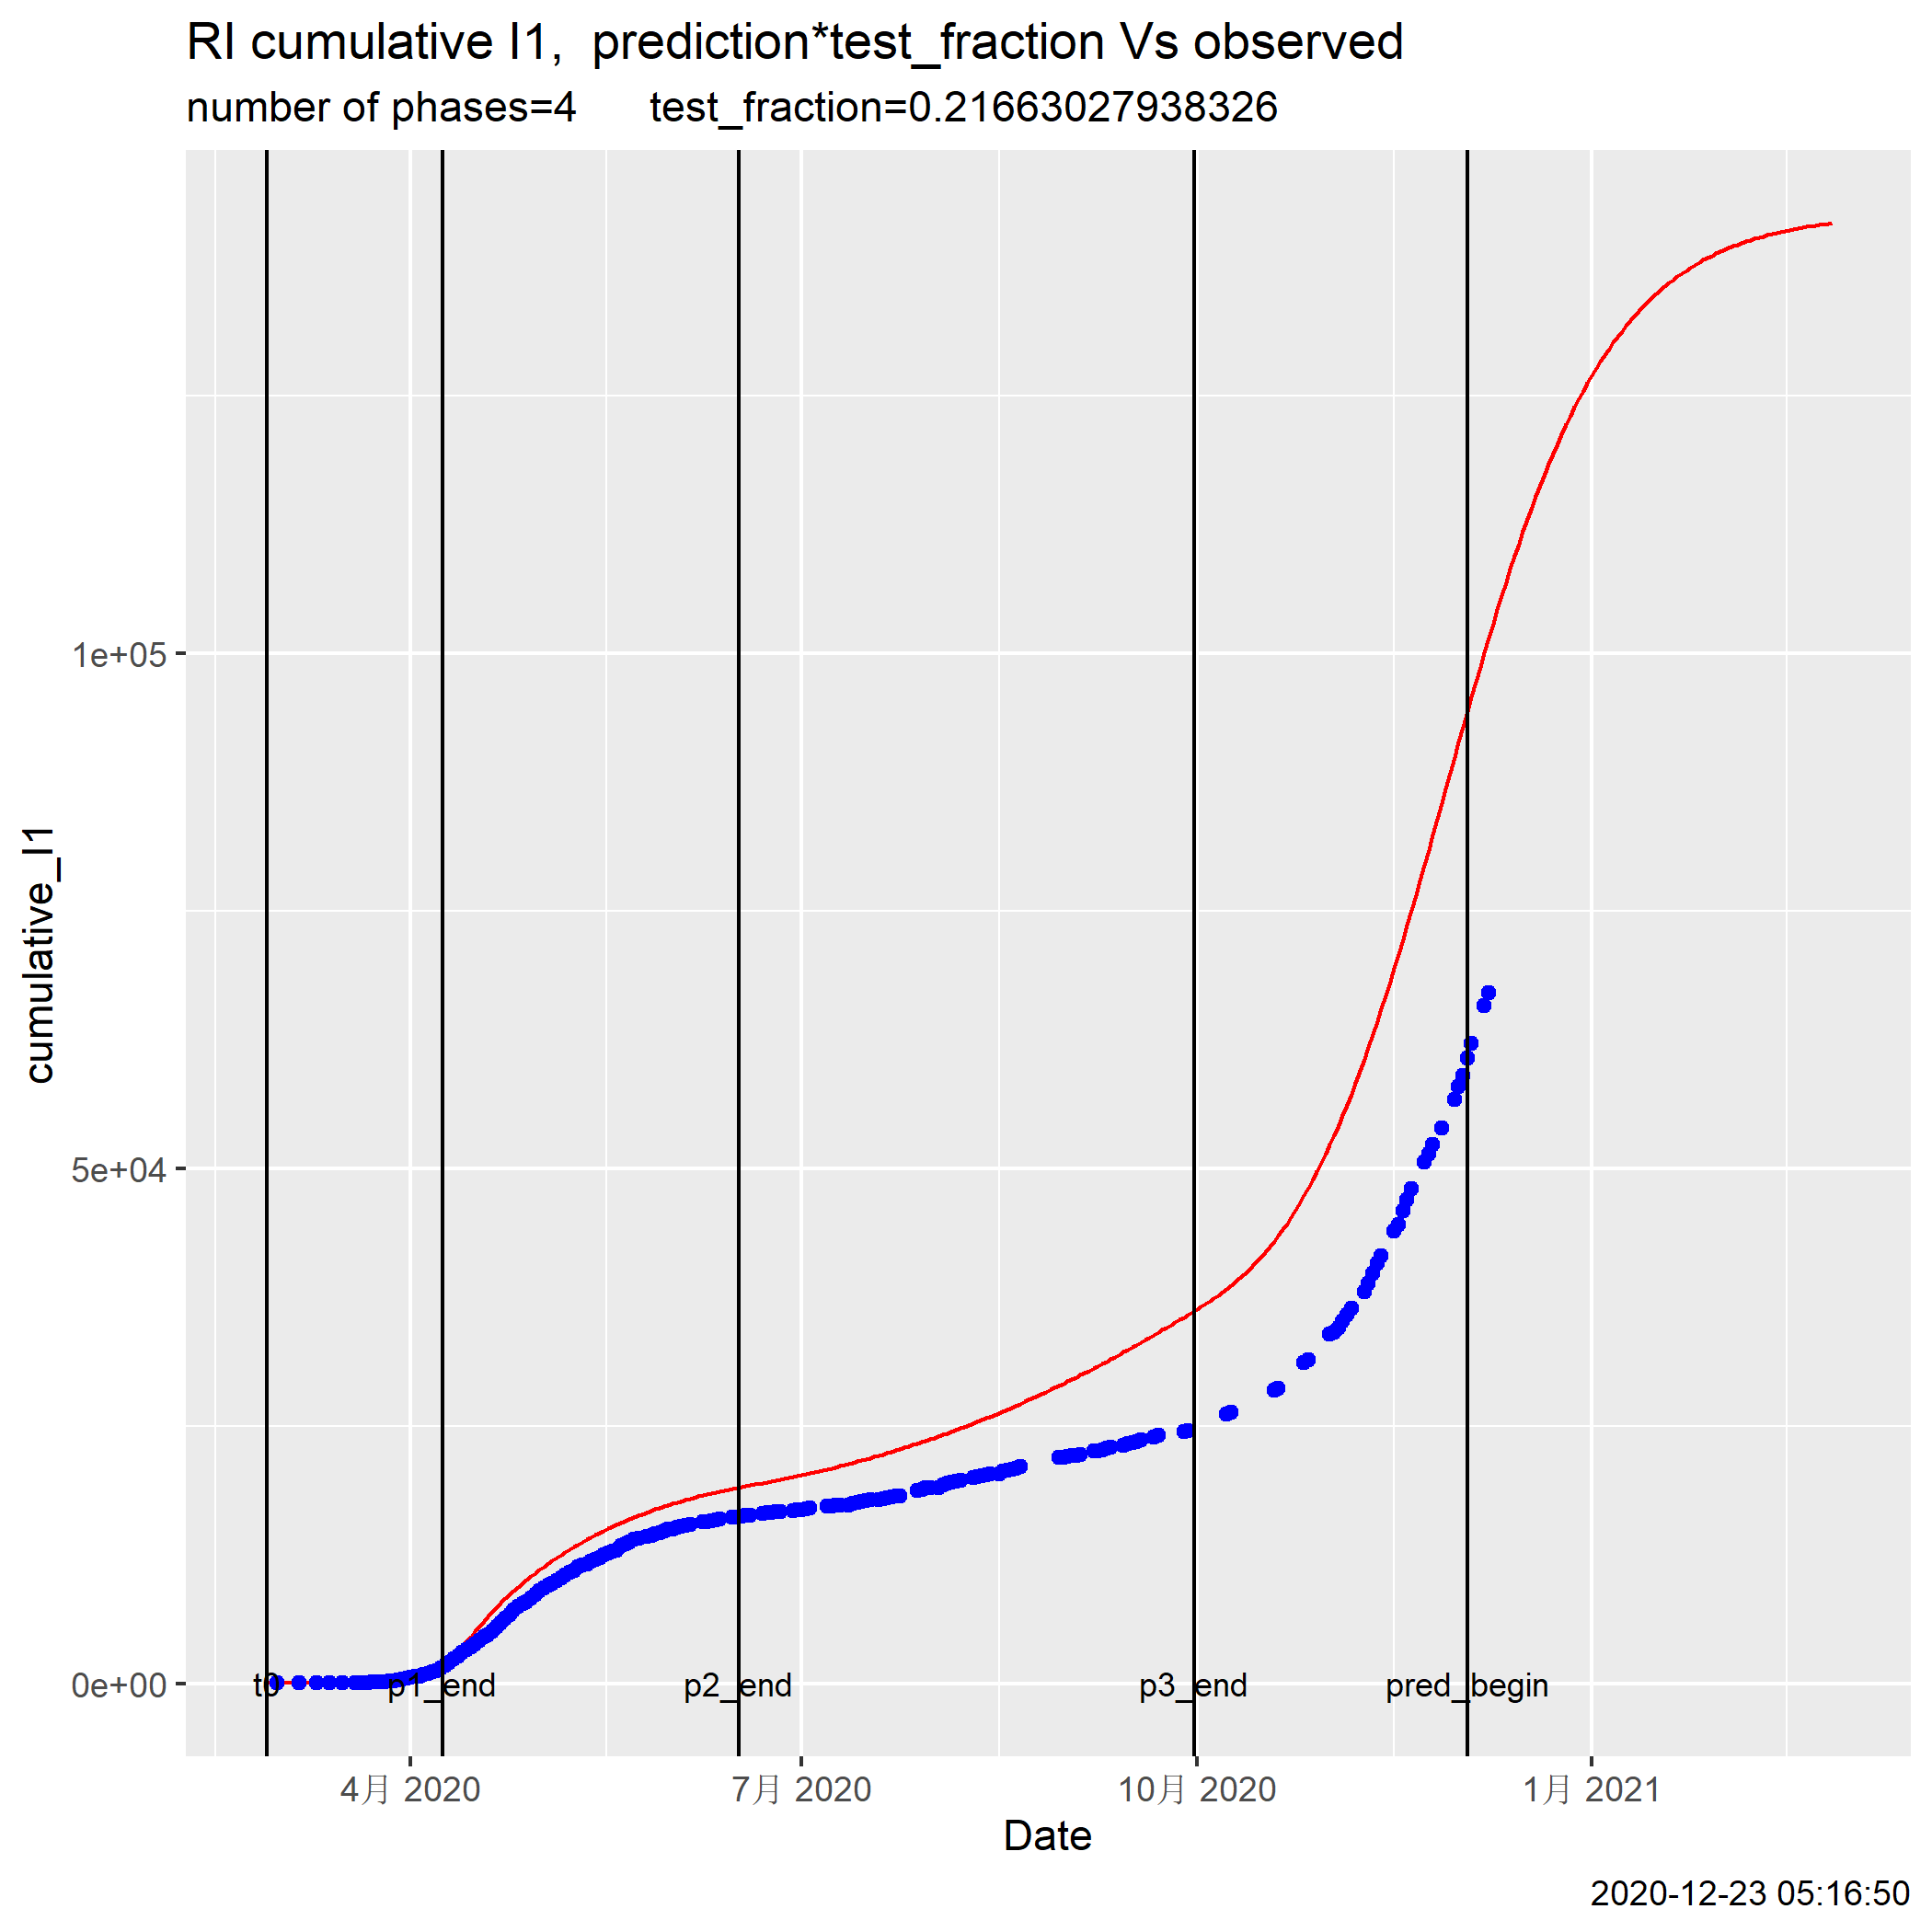 RI cumulative I1,  prediction*test_fraction Vs observed
number of phases=4      test_fraction=0.21663027938326
cumulative_I1
1e+05
5e+04
0e+00
t0
p1_end
p2_end
p3_end
pred_begin
4月 2020
7月 2020
10月 2020
1月 2021
Date
2020-12-23 05:16:50